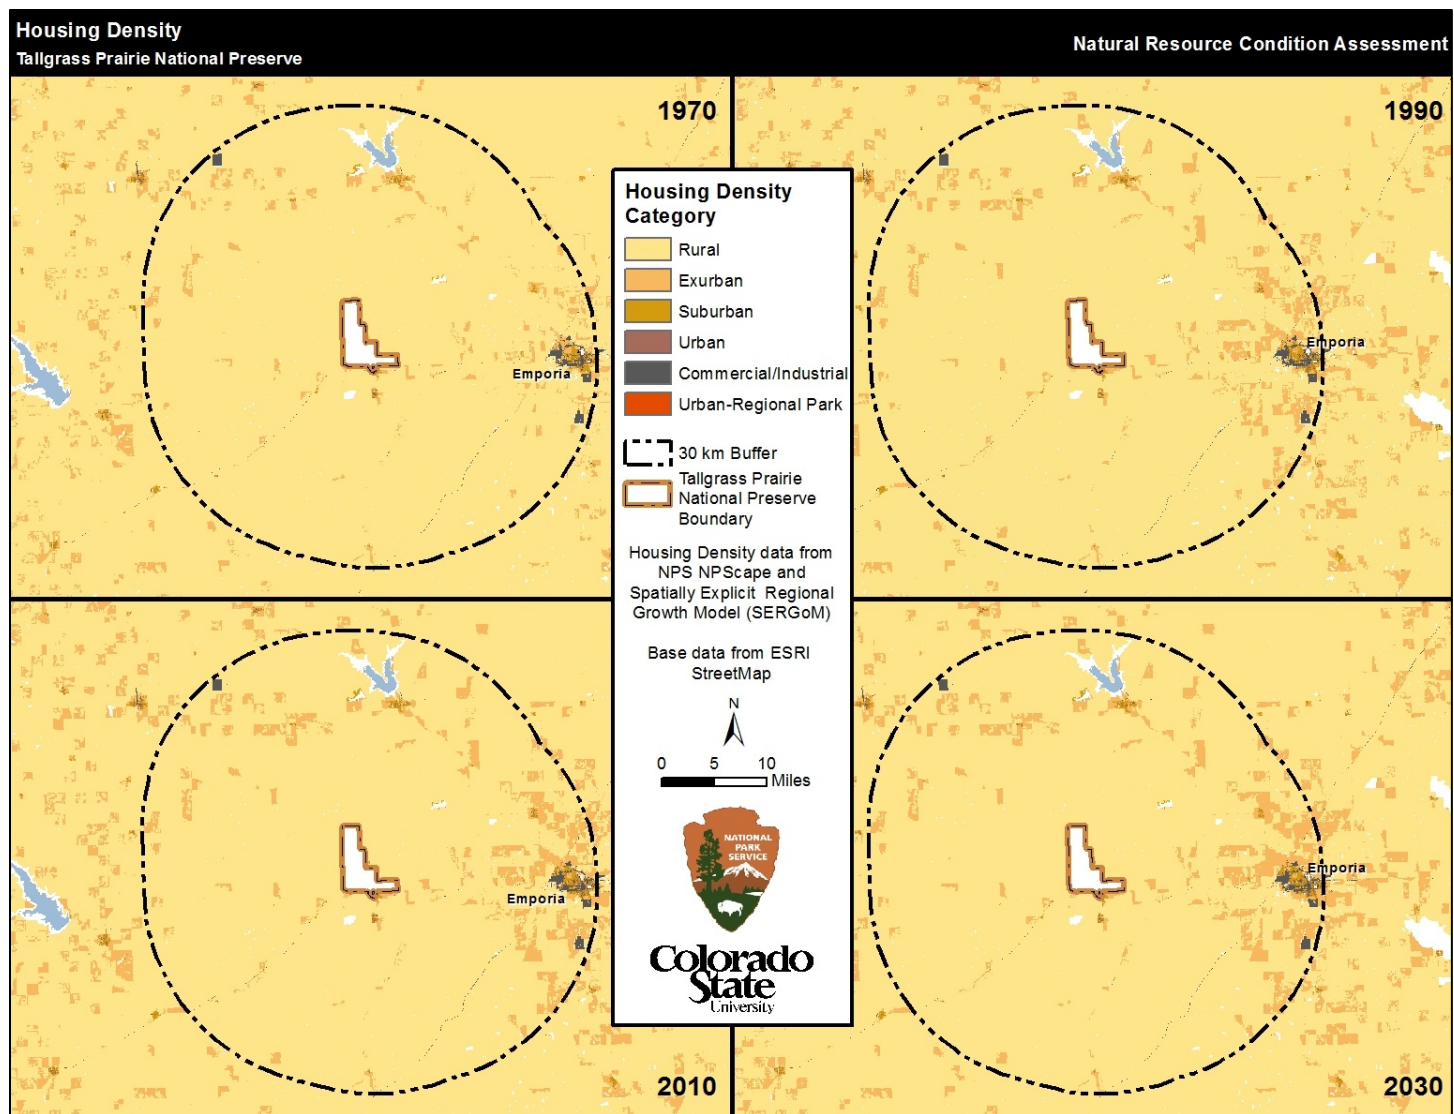 Housing Density
Tallgrass Prairie National Preserve
Natural Resource Condition Assessment
1970
1990
Housing Density
Category
Rural
Exurban
Suburban
Urban
Commercial/Industrial
Urban-Regional Park
30 km Buffer
Tallgrass Prairie
National Preserve
Boundary
Housing Density data from
NPS NPScape and
Spatially Explicit Regional
Growth Model (SERGoM)
Base data from ESRI
StreetMap
N
0 5 10
Miles
NATIONAL
PARK
SERVICE
Colorado
State
University
Emporia
Emporia
Emporia
Emporia
2010
2030